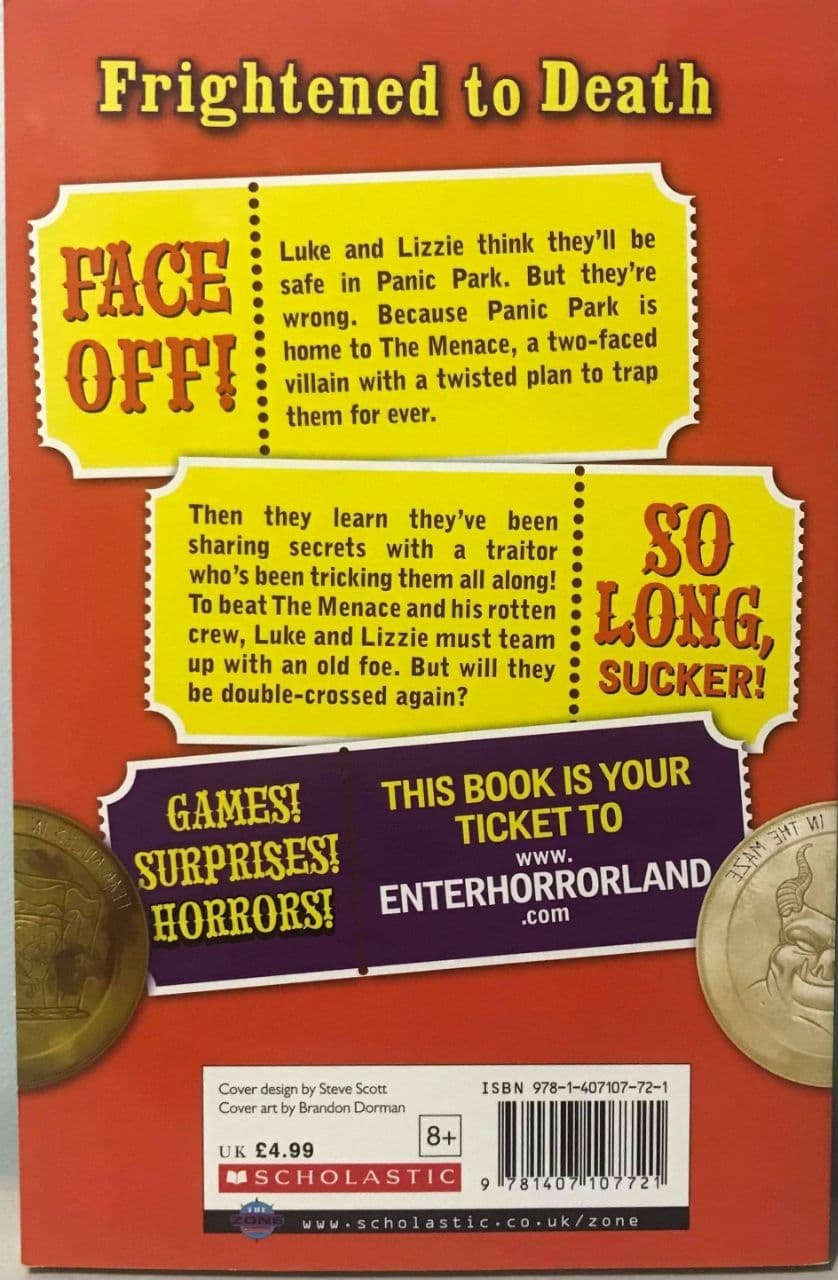 Frightened to Death
FACE
OFF!
Luke and Lizzie think they'll be
safe in Panic Park. But they're
wrong. Because Panic Park is
home to The Menace, a two-faced
villain with a twisted plan to trap
them for ever.
Then they learn they've been
sharing secrets with a traitor
who's been tricking them all along!
To beat The Menace and his rotten
crew, Luke and Lizzie must team
up with an old foe. But will they
be double-crossed again?
SO
LONG,
SUCKER!
GAMES!
SURPRISES!
HORRORS!
THIS BOOK IS YOUR
TICKET TO
www.
ENTERHORRORLAND
.com
IN THE MAZE
Cover design by Steve Scott
Cover art by Brandon Dorman
8+
UK £4.99
SCHOLASTIC
ISBN 978-1-407107-72-1
9 781407 107721
THE
ZONE
www.scholastic.co.uk/zone